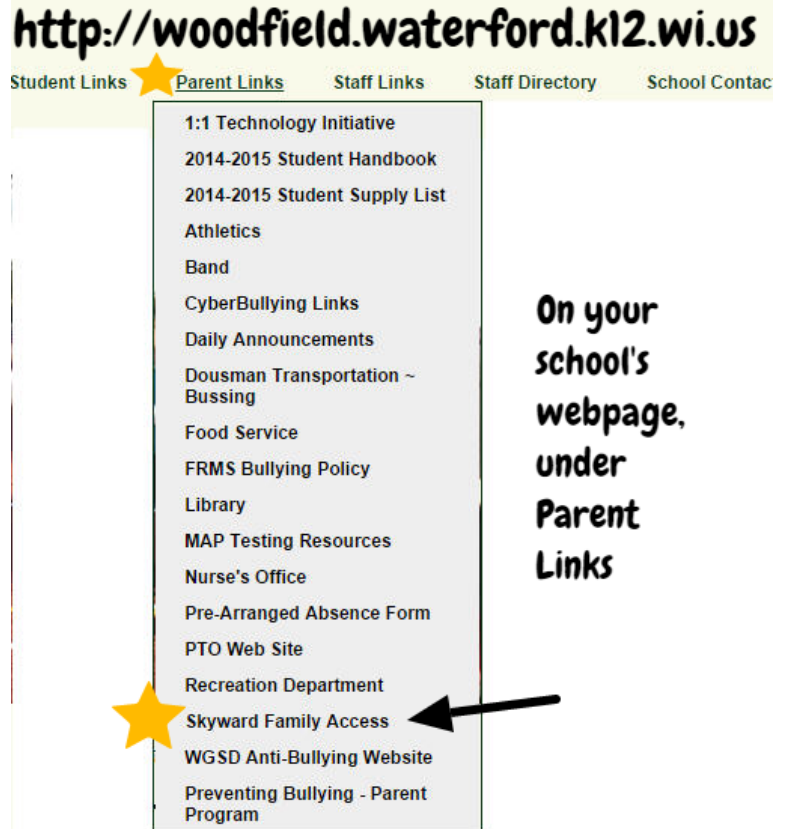 http://woodfield.waterford.k12.wi.us
Student Links Parent Links Staff Links Staff Directory School Contac
1:1 Technology Initiative
2014-2015 Student Handbook
2014-2015 Student Supply List
Athletics
Band
CyberBullying Links
Daily Announcements
Dousman Transportation ~
Bussing
Food Service
FRMS Bullying Policy
Library
MAP Testing Resources
Nurse's Office
Pre-Arranged Absence Form
PTO Web Site
Recreation Department
Skyward Family Access
WGSD Anti-Bullying Website
Preventing Bullying - Parent
Program
On your
school's
webpage,
under
Parent
Links